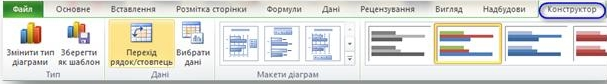 Файл Основне Вставлення Розмітка сторінки Формули Дані Рецензування Вигляд Надбудови Конструктор
Змінити тип діаграми
Зберегти як шаблон
Перехід рядок/стовпець
Вибрати дані
Тип Дані Макети діаграм